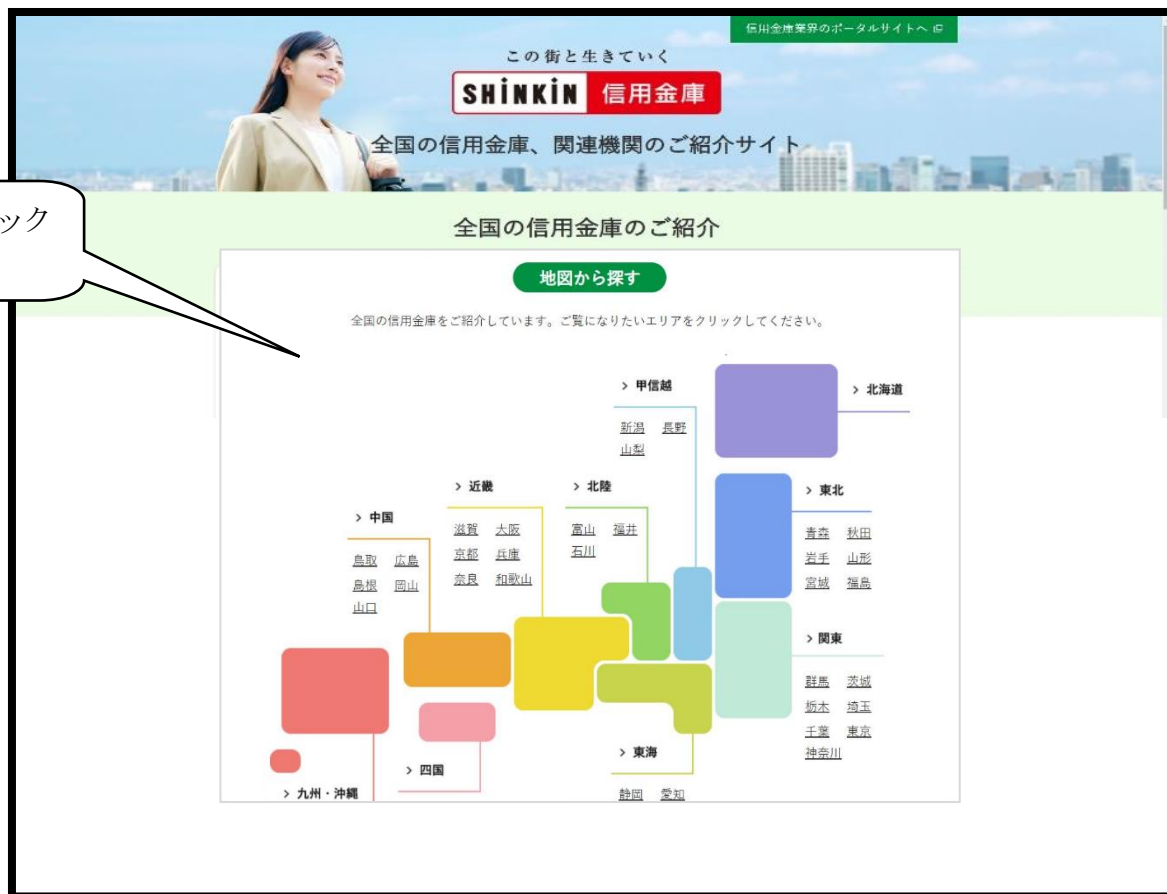 信用金庫業界のポータルサイトへ
この街と生きていく
SHINKIN 信用金庫
全国の信用金庫、関連機関のご紹介サイト
ック
全国の信用金庫のご紹介
地図から探す
全国の信用金庫をご紹介しています。ご覧になりたいエリアをクリックしてください。
> 甲信越
新潟 長野
山梨
> 北海道
> 近畿
滋賀 大阪
京都 兵庫
奈良 和歌山
> 北陸
富山 福井
石川
> 東北
青森 秋田
岩手 山形
宮城 福島
> 中国
鳥取 広島
島根 岡山
山口
> 関東
群馬 茨城
栃木 埼玉
千葉 東京
神奈川
> 東海
静岡 愛知
> 四国
> 九州・沖縄